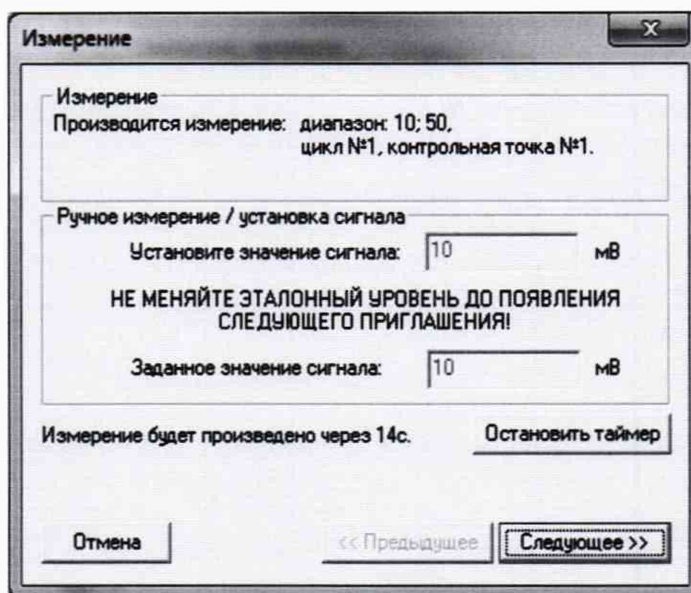 Измерение
x
Измерение
Производится измерение: диапазон: 10; 50,
цикл №1, контрольная точка №1.
Ручное измерение / установка сигнала
Установите значение сигнала: 10 мВ
НЕ МЕНЯЙТЕ ЭТАЛОННЫЙ УРОВЕНЬ ДО ПОЯВЛЕНИЯ
СЛЕДУЮЩЕГО ПРИГЛАШЕНИЯ!
Заданное значение сигнала: 10 мВ
Измерение будет произведено через 14с. Остановить таймер
Отмена << Предыдущее Следующее >>